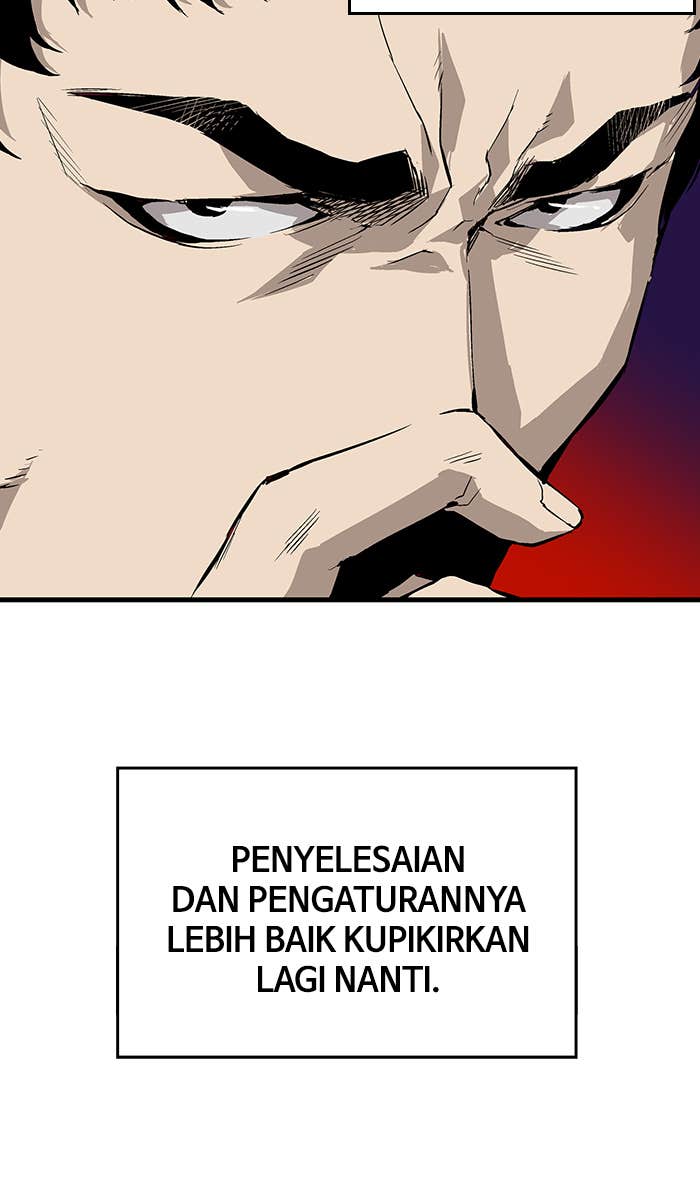 PENYELESAIAN
DAN PENGATURANNYA
LEBIH BAIK KUPIKIRKAN
LAGI NANTI.